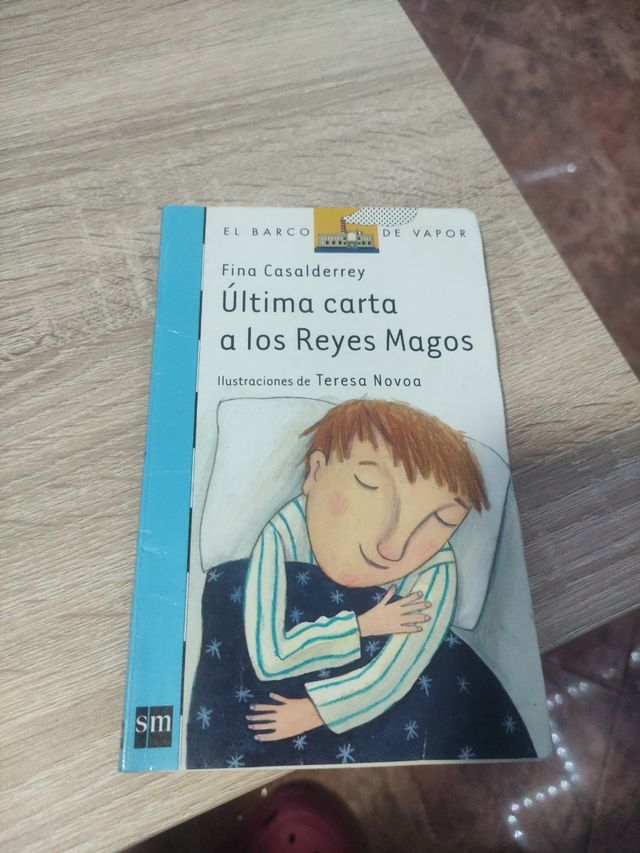 EL BARCO DE VAPOR
Fina Casalderrey
Última carta
a los Reyes Magos
Ilustraciones de Teresa Novoa
sm